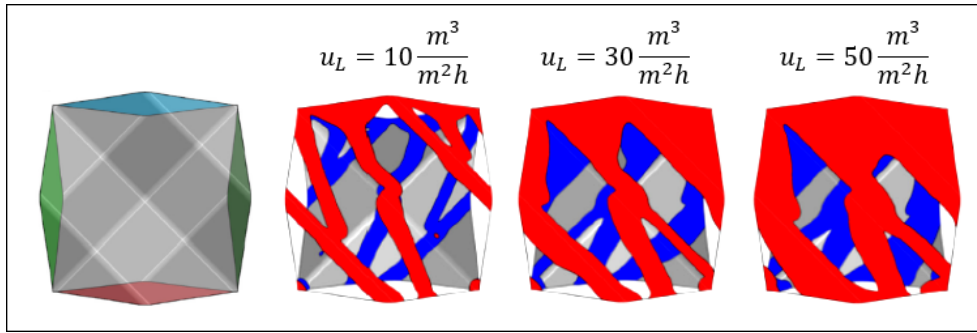 u_L = 10 m³/m²h
u_L = 30 m³/m²h
u_L = 50 m³/m²h